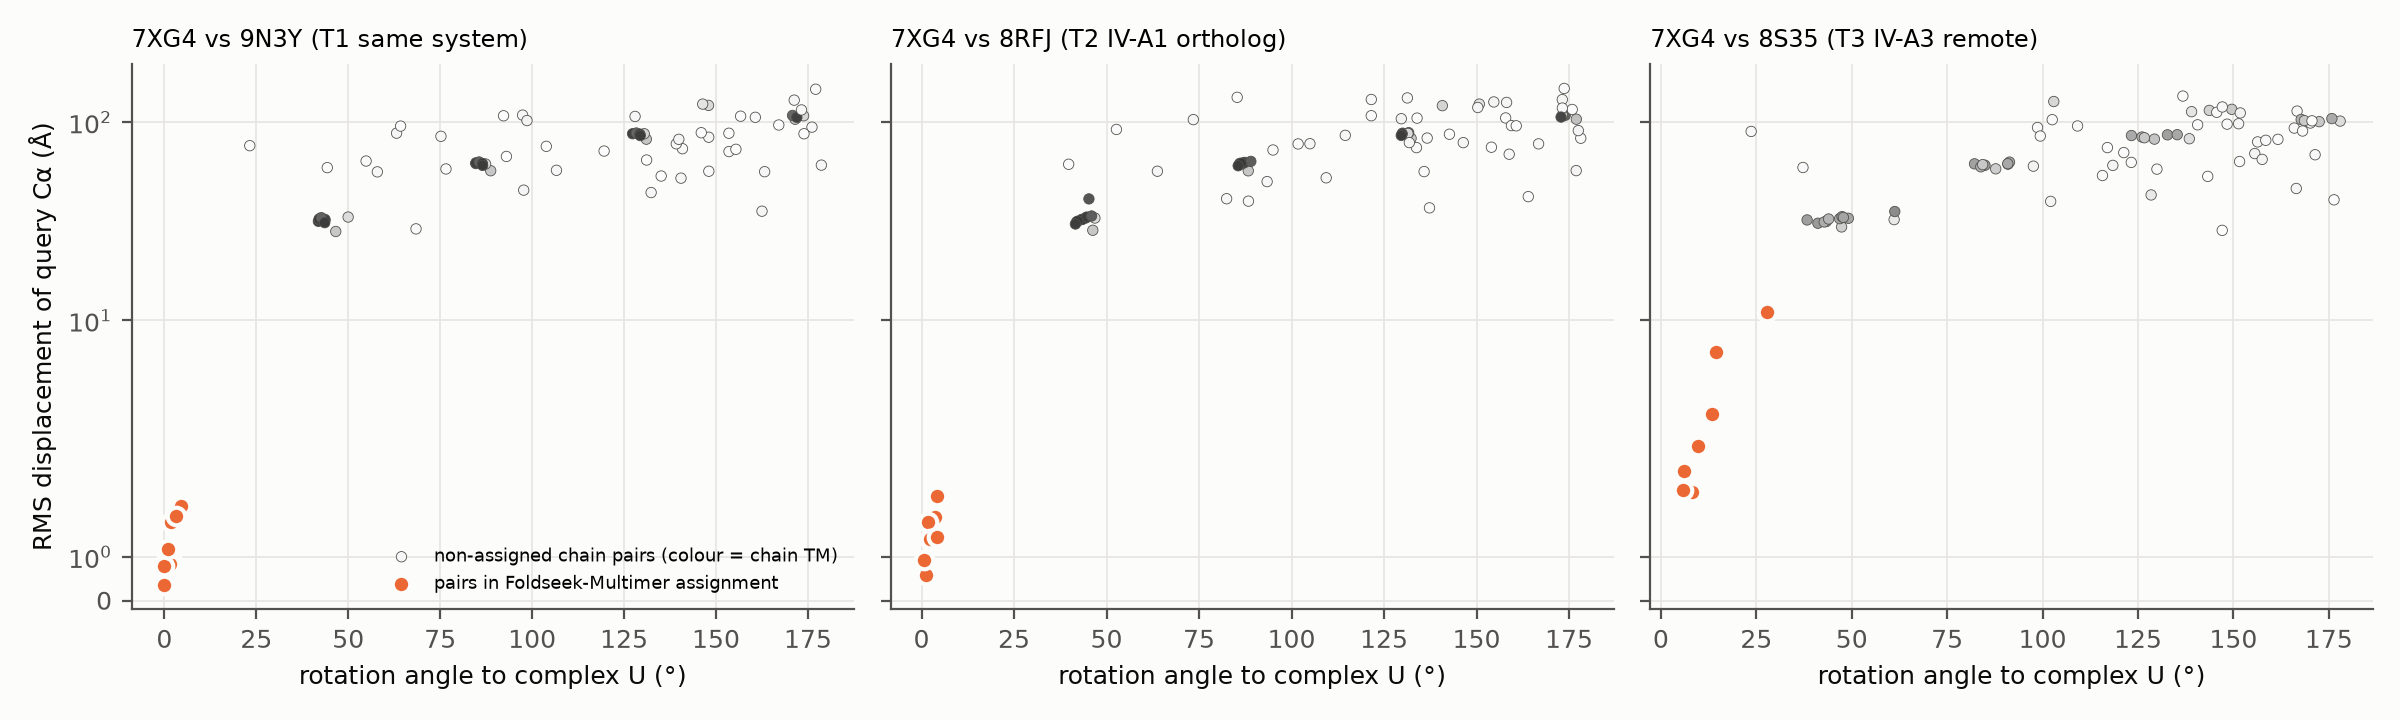 7XG4 vs 9N3Y (T1 same system)
7XG4 vs 8RFJ (T2 IV-A1 ortholog)
7XG4 vs 8S35 (T3 IV-A3 remote)
RMS displacement of query Cα (Å)
10²
10¹
10⁰
0
non-assigned chain pairs (colour = chain TM)
pairs in Foldseek-Multimer assignment
0 25 50 75 100 125 150 175
0 25 50 75 100 125 150 175
0 25 50 75 100 125 150 175
rotation angle to complex U (°)
rotation angle to complex U (°)
rotation angle to complex U (°)